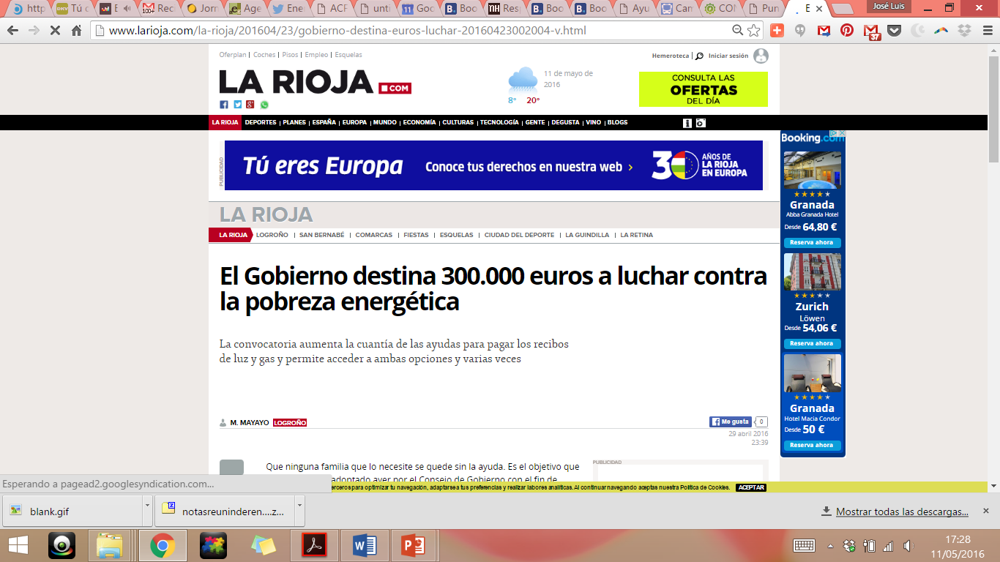 http
Tú c
E
Rec
Jorn
Age
Ene
ACF
unti
Goo
Boo
Resp
Boo
Boo
Ayu
Can
CON
Pun
E
José Luis
www.larioja.com/la-rioja/201604/23/gobierno-destina-euros-luchar-20160423002004-v.html
37
Oferplan | Coches | Pisos | Empleo | Esquelas
Hemeroteca | Iniciar sesión
LA RIOJA .COM
11 de mayo de
2016
8° 20°
CONSULTA LAS
OFERTAS
DEL DÍA
LA RIOJA DEPORTES | PLANES | ESPAÑA | EUROPA | MUNDO | ECONOMÍA | CULTURAS | TECNOLOGÍA | GENTE | DEGUSTA | VINO | BLOGS
PUBLICIDAD
Tú eres Europa
Conoce tus derechos en nuestra web >
30 AÑOS DE
LA RIOJA
EN EUROPA
LA RIOJA
LA RIOJA LOGROÑO | SAN BERNABÉ | COMARCAS | FIESTAS | ESQUELAS | CIUDAD DEL DEPORTE | LA GUINDILLA | LA RETINA
El Gobierno destina 300.000 euros a luchar contra
la pobreza energética
La convocatoria aumenta la cuantía de las ayudas para pagar los recibos
de luz y gas y permite acceder a ambas opciones y varias veces
M. MAYAYO LOGROÑO
Me gusta 0
29 abril 2016
23:39
Que ninguna familia que lo necesite se quede sin la ayuda. Es el objetivo que
adoptado ayer por el Consejo de Gobierno con el fin de
PUBLICIDAD
Booking.com
Granada
Abba Granada Hotel
Desde 64,80 €
Reserva ahora
Zurich
Löwen
Desde 54,06 €
Reserva ahora
Granada
Hotel Macia Condor
Desde 50 €
Reserva ahora
Esperando a pagead2.googlesyndication.com...
terceros para optimizar tu navegación, adaptarse a tus preferencias y realizar labores analíticas. Al continuar navegando aceptas nuestra Política de Cookies. ACEPTAR
blank.gif
notasreuninderen....z...
Mostrar todas las descargas...
17:28
11/05/2016